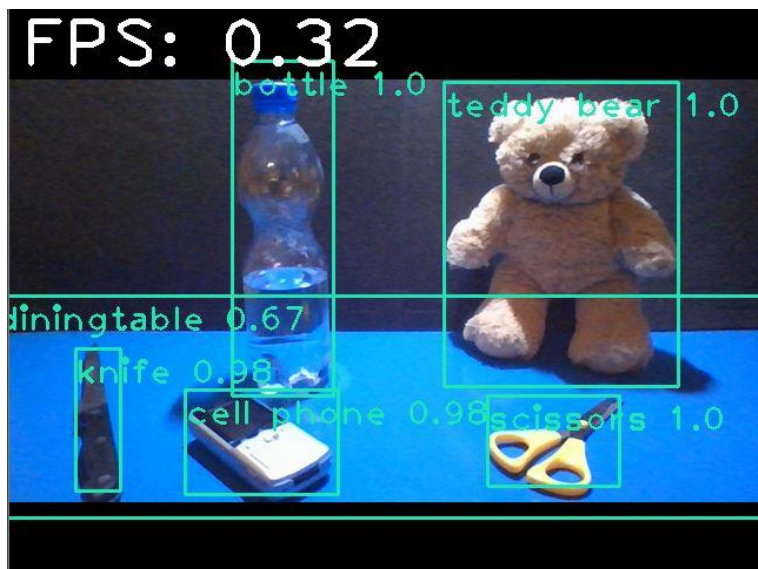 FPS: 0.32
bottle 1.0
teddy bear 1.0
diningtable 0.67
knife 0.98
cell phone 0.98
scissors 1.0